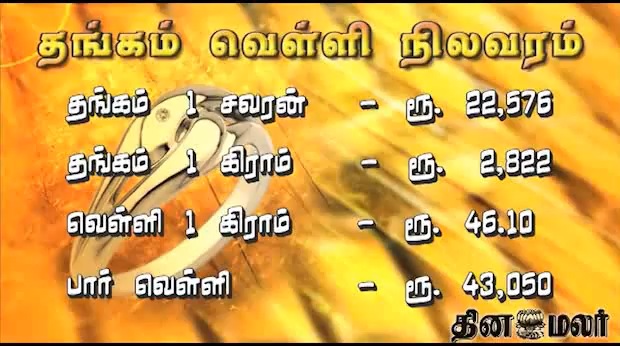 தங்கம் வெள்ளி நிலவரம்
தங்கம் 1 சவரன் - ரூ. 22,576
தங்கம் 1 கிராம் - ரூ. 2,822
வெள்ளி 1 கிராம் - ரூ. 46.10
பார் வெள்ளி - ரூ. 43,050
தினமலர்